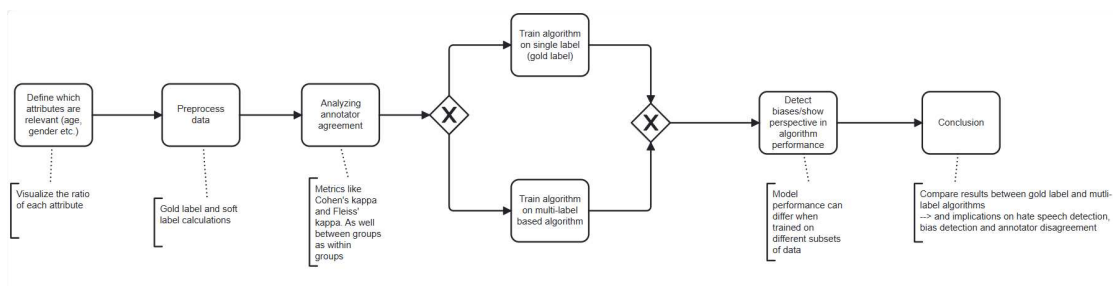 Define which
attributes are
relevant (age,
gender etc.)
Visualize the ratio
of each attribute
Preprocess
data
Gold label and soft
label calculations
Analyzing
annotator
agreement
Metrics like
Cohen's kappa
and Fleiss'
kappa. As well
between groups
as within
groups
X
Train algorithm
on single label
(gold label)
Train algorithm
on multi-label
based algorithm
X
Detect
biases/show
perspective in
algorithm
performance
Model
performance can
differ when
trained on
different subsets
of data
Conclusion
Compare results between gold label and mutli-
label algorithms
--> and implications on hate speech detection,
bias detection and annotator disagreement